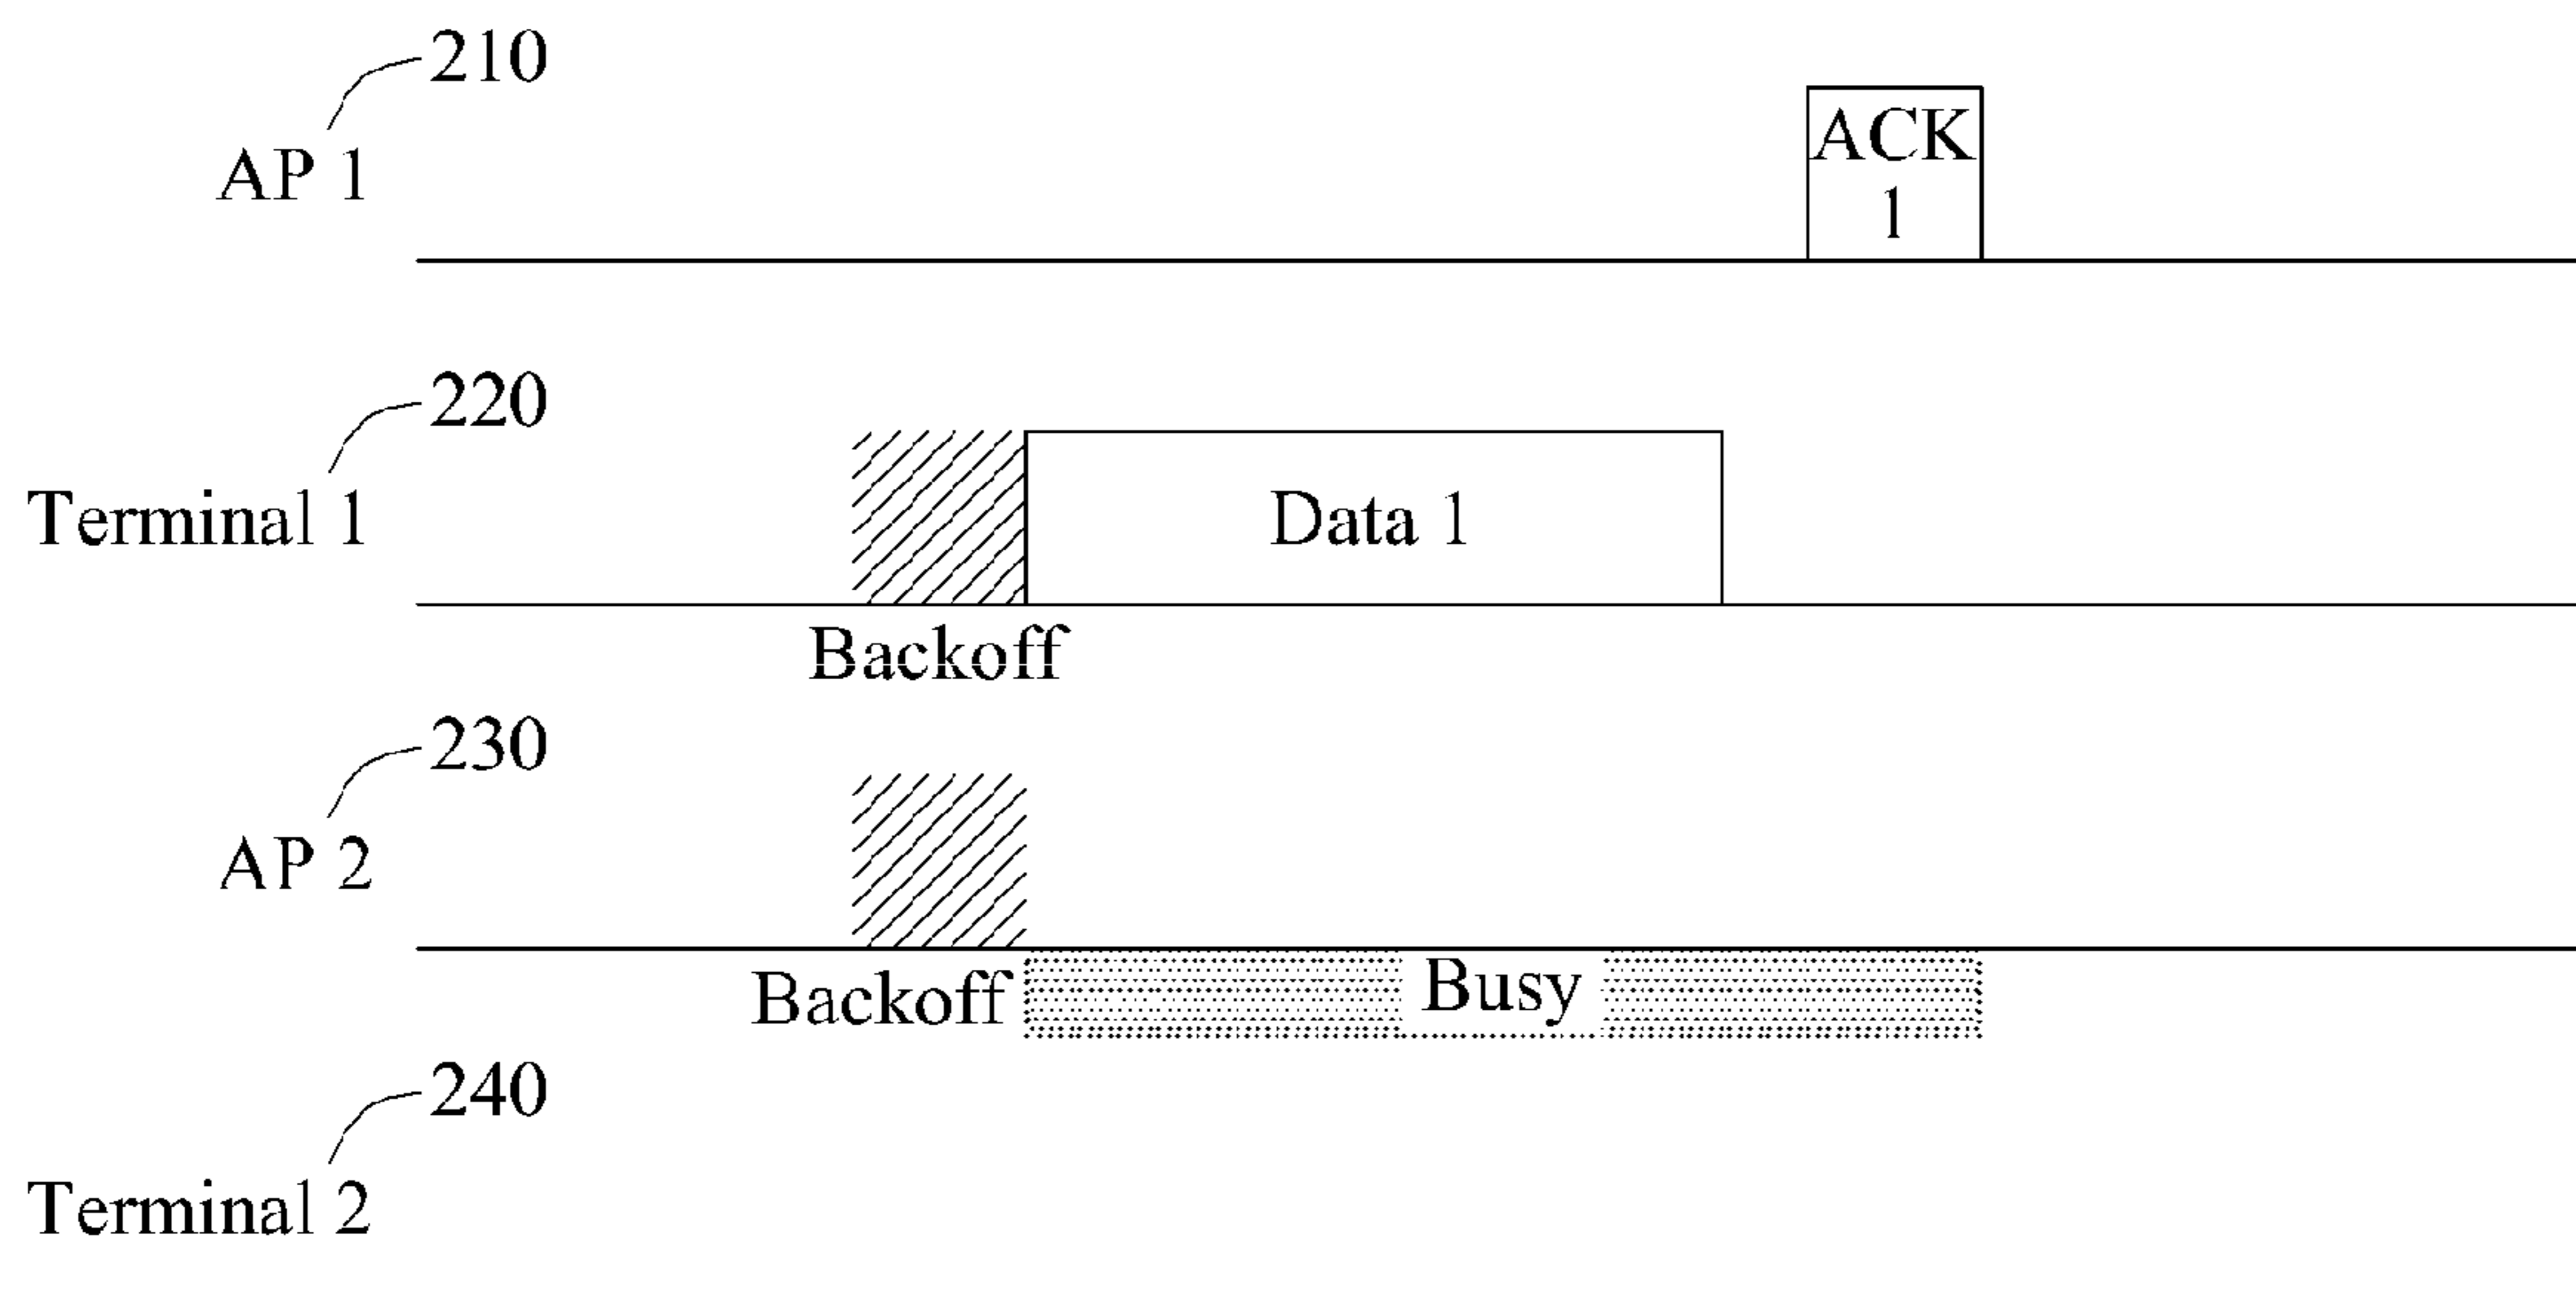 210
AP 1
ACK
1
220
Terminal 1
Data 1
Backoff
230
AP 2
Backoff
Busy
240
Terminal 2